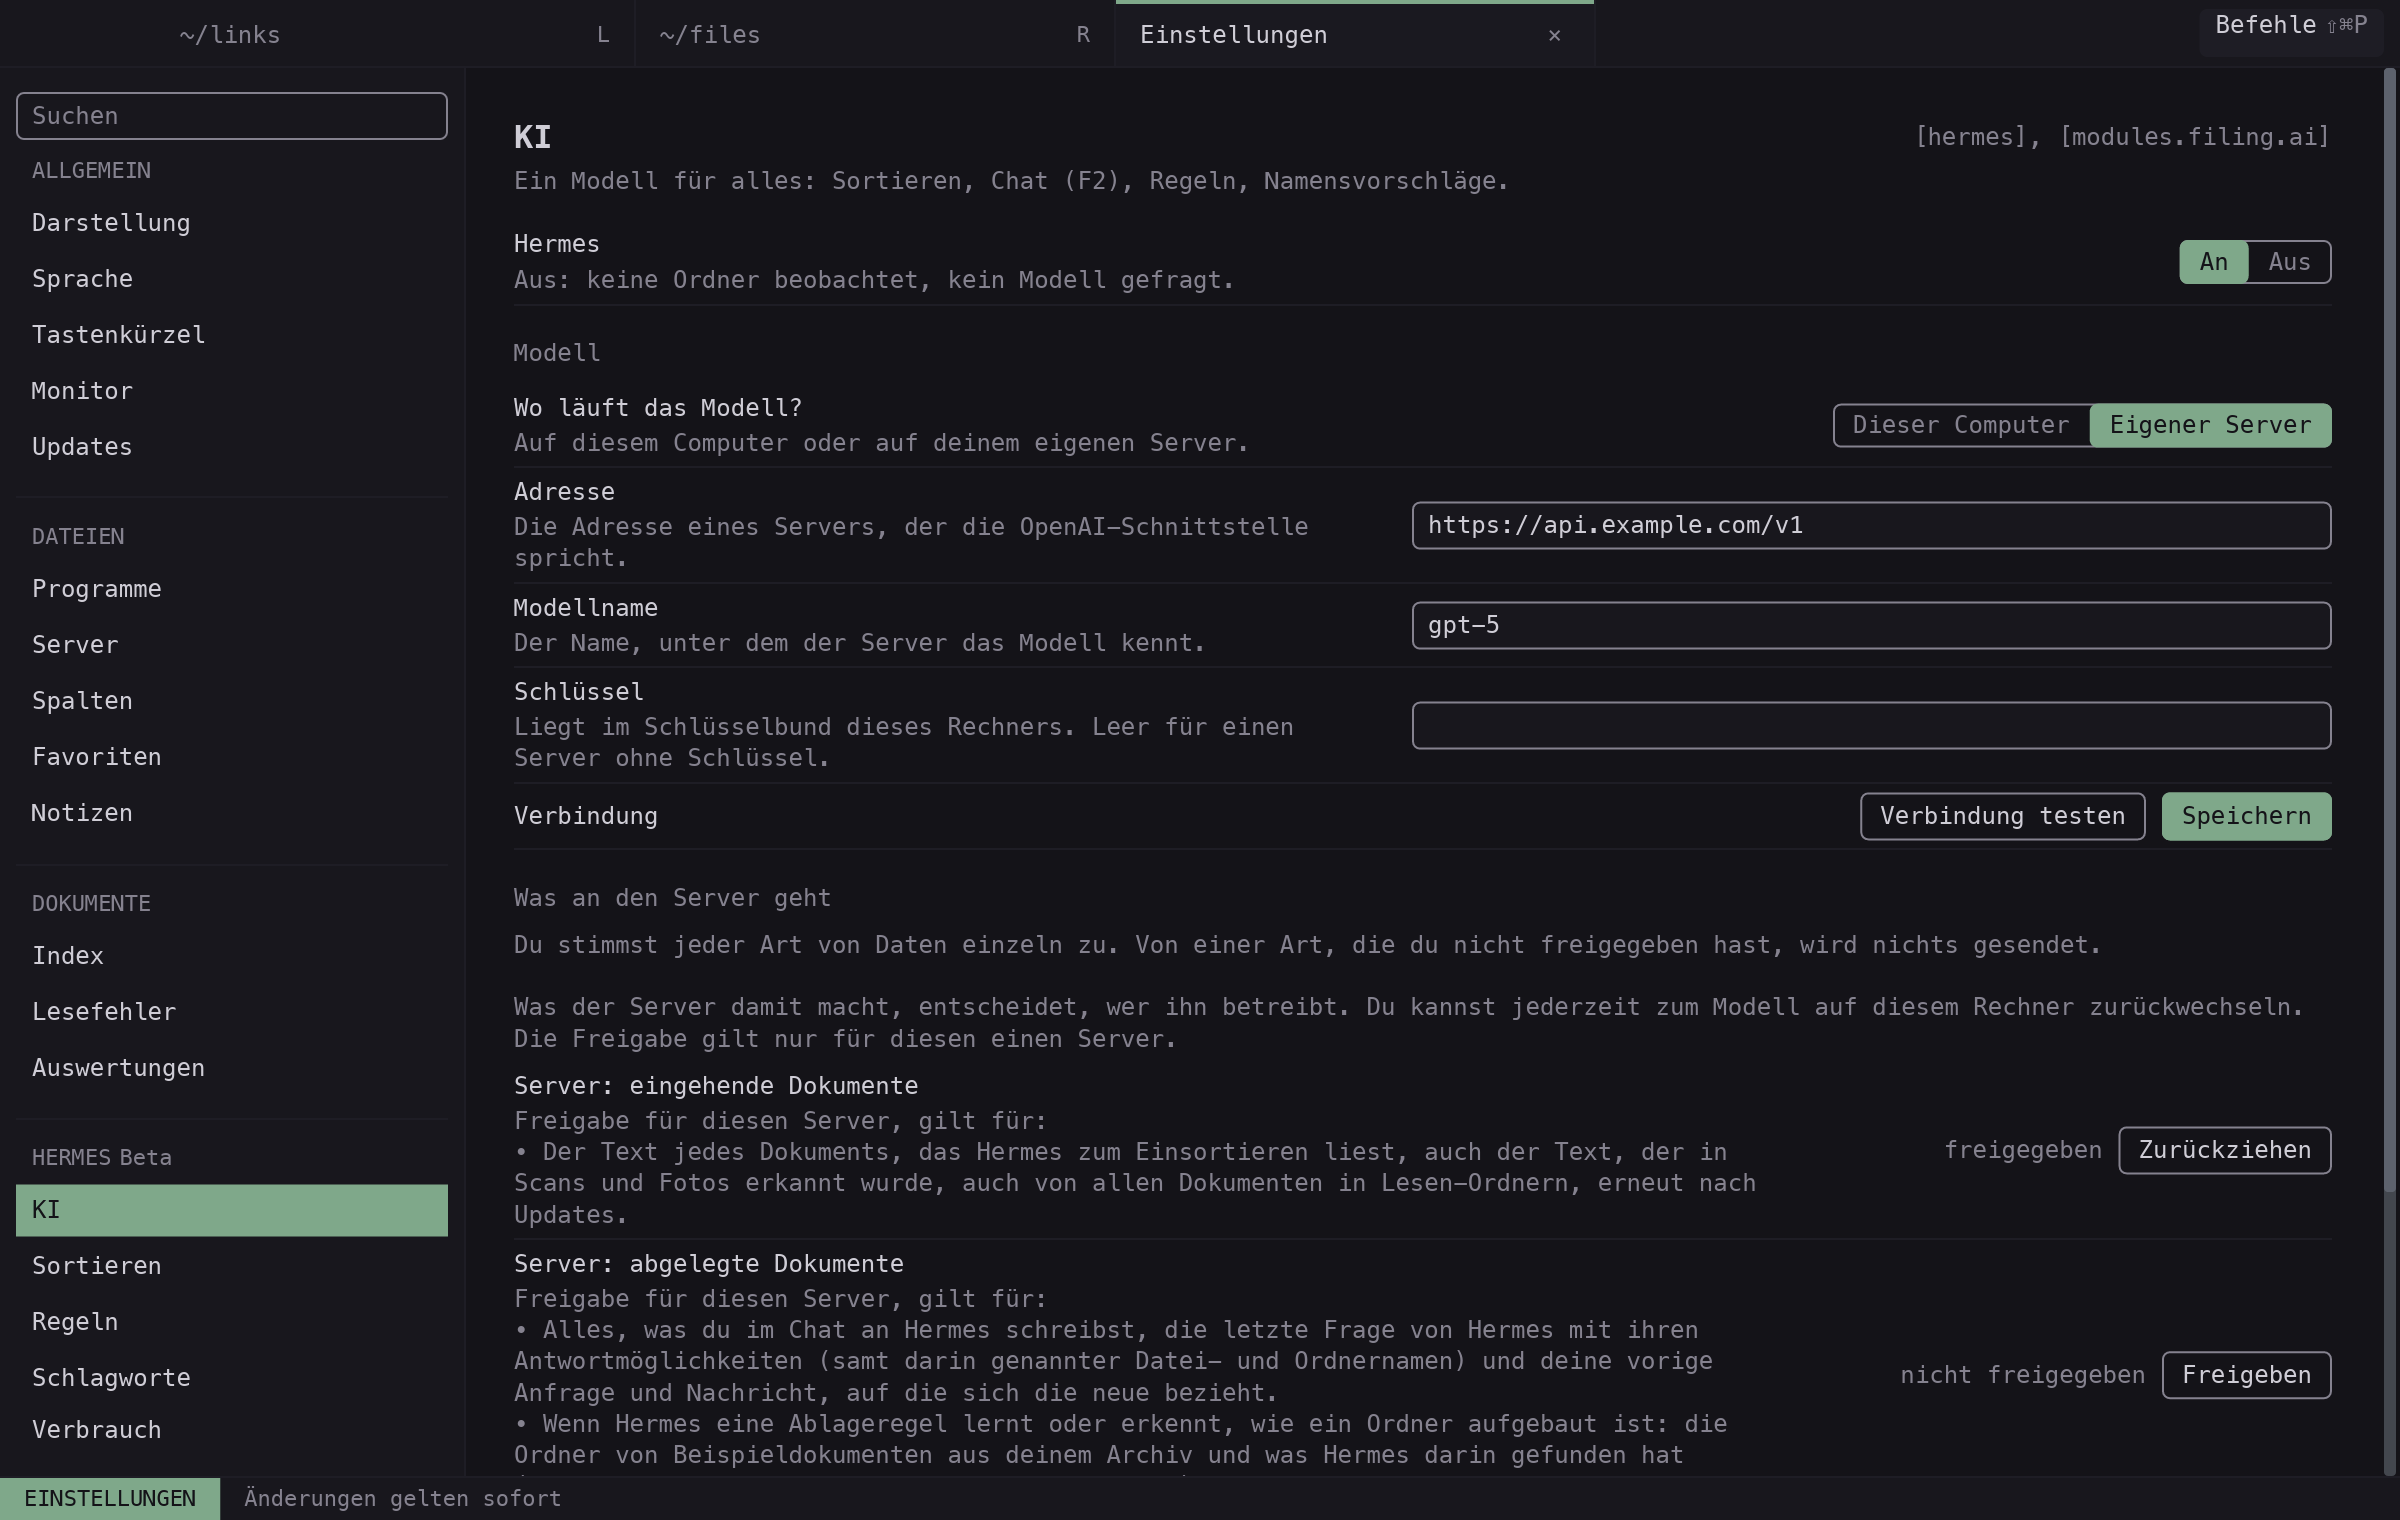 ~/links L ~/files R Einstellungen × Befehle ⇧⌘P
Suchen
ALLGEMEIN
Darstellung
Sprache
Tastenkürzel
Monitor
Updates
DATEIEN
Programme
Server
Spalten
Favoriten
Notizen
DOKUMENTE
Index
Lesefehler
Auswertungen
HERMES Beta
KI
Sortieren
Regeln
Schlagworte
Verbrauch
KI [hermes], [modules.filing.ai]
Ein Modell für alles: Sortieren, Chat (F2), Regeln, Namensvorschläge.
Hermes
Aus: keine Ordner beobachtet, kein Modell gefragt.
An Aus
Modell
Wo läuft das Modell?
Auf diesem Computer oder auf deinem eigenen Server.
Dieser Computer Eigener Server
Adresse
Die Adresse eines Servers, der die OpenAI-Schnittstelle
spricht.
https://api.example.com/v1
Modellname
Der Name, unter dem der Server das Modell kennt.
gpt-5
Schlüssel
Liegt im Schlüsselbund dieses Rechners. Leer für einen
Server ohne Schlüssel.
Verbindung Verbindung testen Speichern
Was an den Server geht
Du stimmst jeder Art von Daten einzeln zu. Von einer Art, die du nicht freigegeben hast, wird nichts gesendet.
Was der Server damit macht, entscheidet, wer ihn betreibt. Du kannst jederzeit zum Modell auf diesem Rechner zurückwechseln.
Die Freigabe gilt nur für diesen einen Server.
Server: eingehende Dokumente
Freigabe für diesen Server, gilt für:
• Der Text jedes Dokuments, das Hermes zum Einsortieren liest, auch der Text, der in
Scans und Fotos erkannt wurde, auch von allen Dokumenten in Lesen-Ordnern, erneut nach
Updates.
freigegeben Zurückziehen
Server: abgelegte Dokumente
Freigabe für diesen Server, gilt für:
• Alles, was du im Chat an Hermes schreibst, die letzte Frage von Hermes mit ihren
Antwortmöglichkeiten (samt darin genannter Datei- und Ordnernamen) und deine vorige
Anfrage und Nachricht, auf die sich die neue bezieht.
• Wenn Hermes eine Ablageregel lernt oder erkennt, wie ein Ordner aufgebaut ist: die
Ordner von Beispieldokumenten aus deinem Archiv und was Hermes darin gefunden hat
nicht freigegeben Freigeben
EINSTELLUNGEN Änderungen gelten sofort